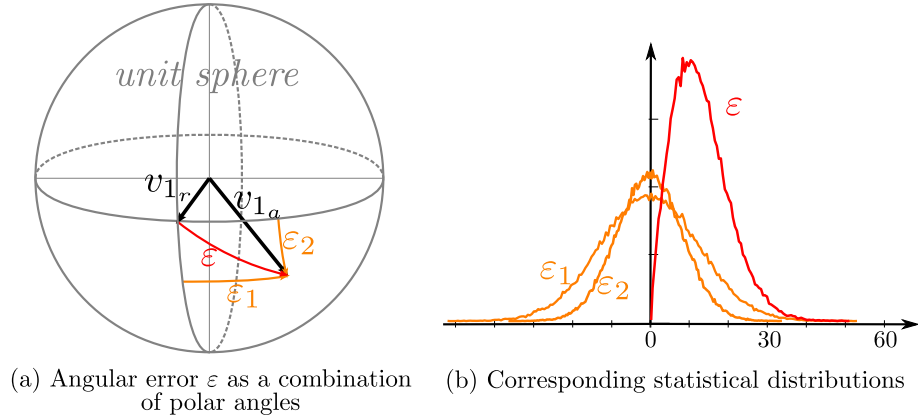 unit sphere
v1r
v1a
ε
ε2
ε1
ε
ε1
ε2
0
30
60
(a) Angular error ε as a combination
of polar angles
(b) Corresponding statistical distributions